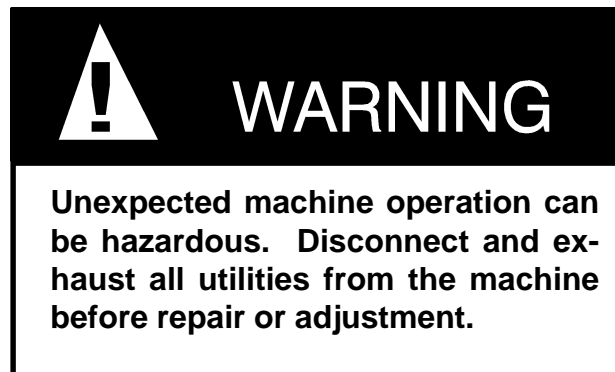 ! WARNING
Unexpected machine operation can
be hazardous. Disconnect and ex-
haust all utilities from the machine
before repair or adjustment.